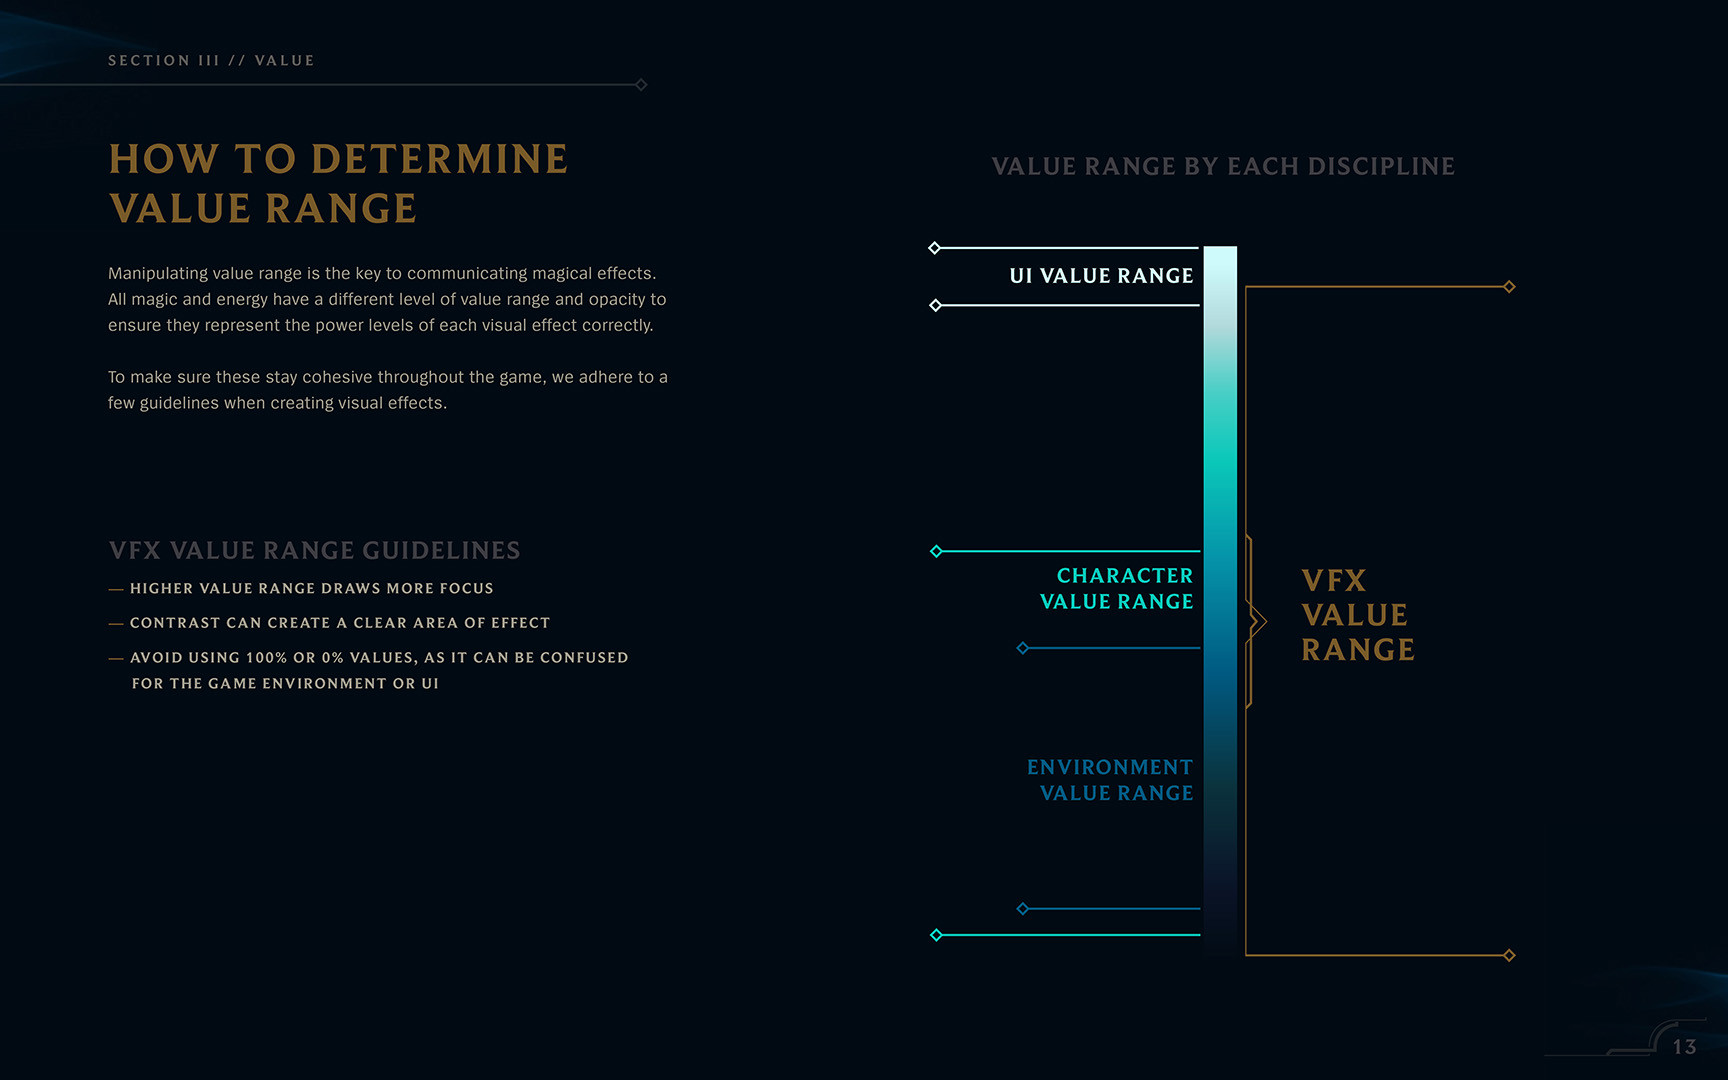 SECTION III // VALUE
HOW TO DETERMINE
VALUE RANGE
Manipulating value range is the key to communicating magical effects.
All magic and energy have a different level of value range and opacity to
ensure they represent the power levels of each visual effect correctly.
To make sure these stay cohesive throughout the game, we adhere to a
few guidelines when creating visual effects.
VFX VALUE RANGE GUIDELINES
— HIGHER VALUE RANGE DRAWS MORE FOCUS
— CONTRAST CAN CREATE A CLEAR AREA OF EFFECT
— AVOID USING 100% OR 0% VALUES, AS IT CAN BE CONFUSED
FOR THE GAME ENVIRONMENT OR UI
VALUE RANGE BY EACH DISCIPLINE
UI VALUE RANGE
CHARACTER
VALUE RANGE
ENVIRONMENT
VALUE RANGE
VFX
VALUE
RANGE
13